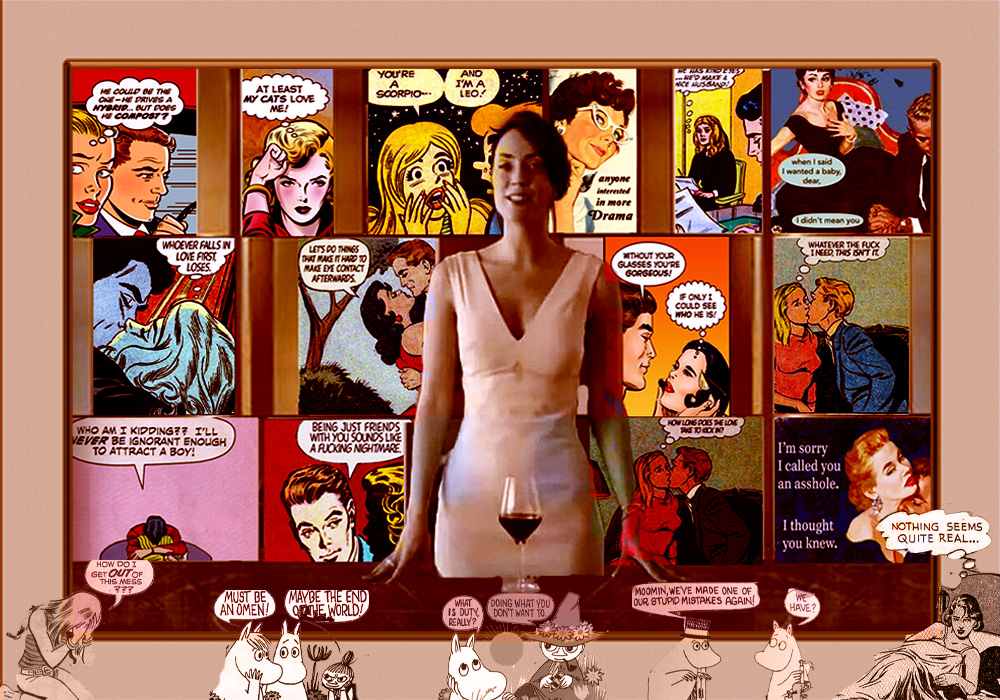 HE COULD BE THE
ONE—HE DRIVES A
HYBRID... BUT DOES
HE COMPOST?
AT LEAST
MY CATS LOVE
ME!
YOU'RE
A
SCORPIO--
AND
I'M A
LEO!
anyone
interested
in more
Drama
HE HAS KIND EYES
...HE'D MAKE A
NICE HUSBAND!
when I said
I wanted a baby,
dear,
I didn't mean you
WHOEVER FALLS IN
LOVE FIRST,
LOSES.
LET'S DO THINGS
THAT MAKE IT HARD TO
MAKE EYE CONTACT
AFTERWARDS.
WITHOUT YOUR
GLASSES YOU'RE
GORGEOUS!
IF ONLY I
COULD SEE
WHO HE IS!
WHATEVER THE FUCK
I NEED, THIS ISN'T IT.
WHO AM I KIDDING?? I'LL
NEVER BE IGNORANT ENOUGH
TO ATTRACT A BOY!
BEING JUST FRIENDS
WITH YOU SOUNDS LIKE
A FUCKING NIGHTMARE.
HOW LONG DOES THE LOVE
TAKE TO KICK IN?
I'm sorry
I called you
an asshole.
I thought
you knew.
HOW DO I
GET OUT OF
THIS MESS
???
MUST BE
AN OMEN!
MAYBE THE END
OF THE WORLD!
WHAT
IS DUTY,
REALLY?
DOING WHAT YOU
DON'T WANT TO
MOOMIN, WE'VE MADE ONE OF
OUR STUPID MISTAKES AGAIN!
WE
HAVE?
NOTHING SEEMS
QUITE REAL...